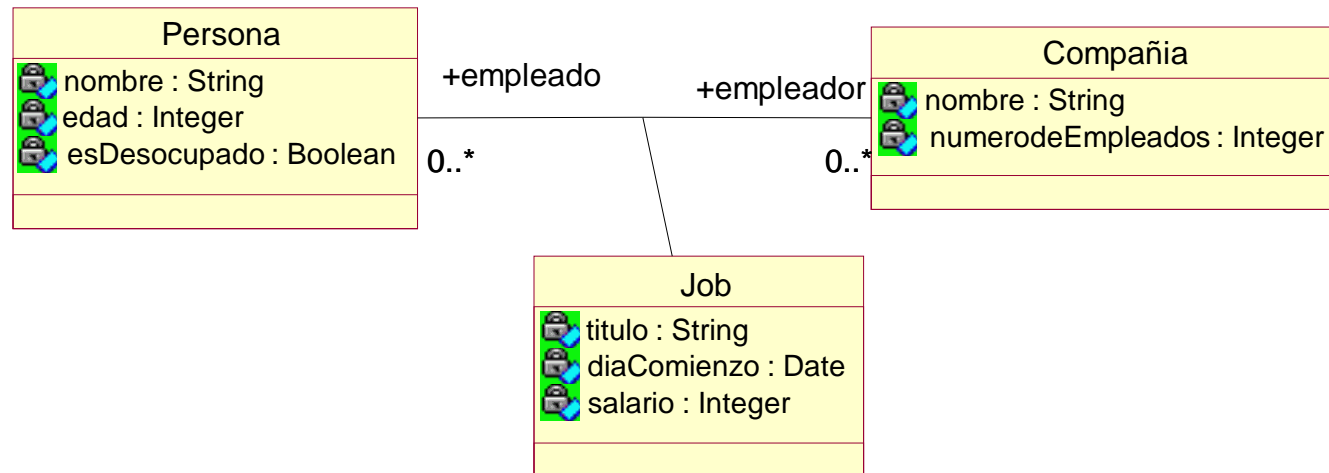 Persona
nombre : String
edad : Integer
esDesocupado : Boolean
+empleado
0..*
+empleador
0..*
Compañia
nombre : String
numerodeEmpleados : Integer
Job
titulo : String
diaComienzo : Date
salario : Integer